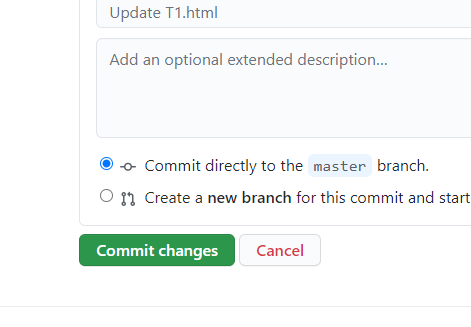 Update T1.html
Add an optional extended description...
Commit directly to the master branch.
Create a new branch for this commit and start
Commit changes
Cancel